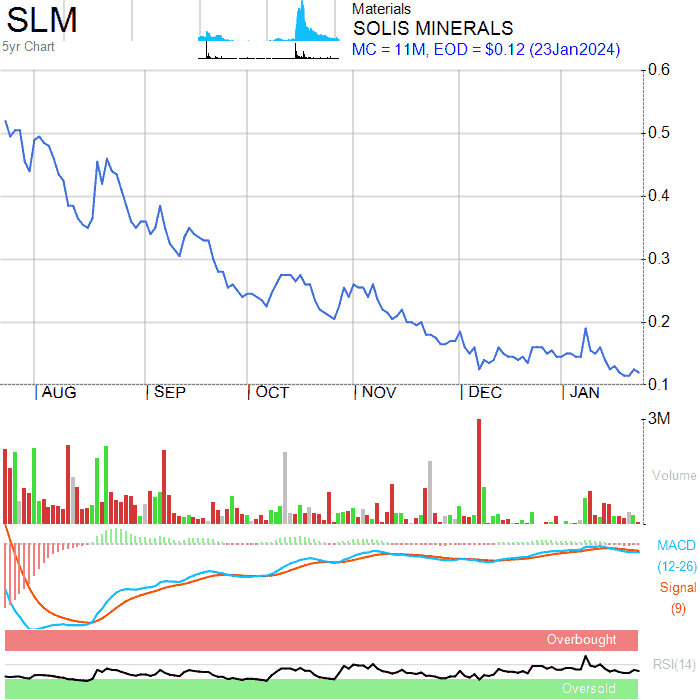 SLM
5yr Chart
Materials
SOLIS MINERALS
MC = 11M, EOD = $0.12 (23Jan2024)
0.6
0.5
0.4
0.3
0.2
0.1
AUG SEP OCT NOV DEC JAN
3M
Volume
MACD
(12-26)
Signal
(9)
Overbought
RSI(14)
Oversold